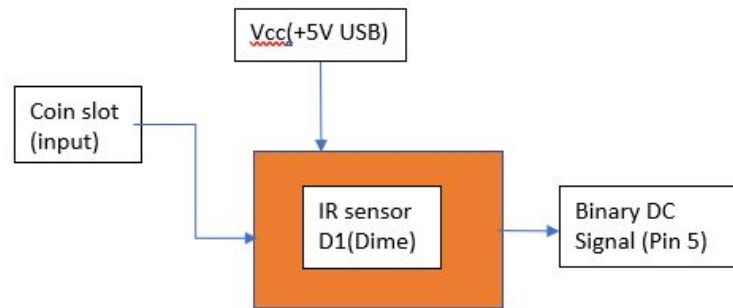 Vcc(+5V USB)
Coin slot
(input)
IR sensor
D1(Dime)
Binary DC
Signal (Pin 5)